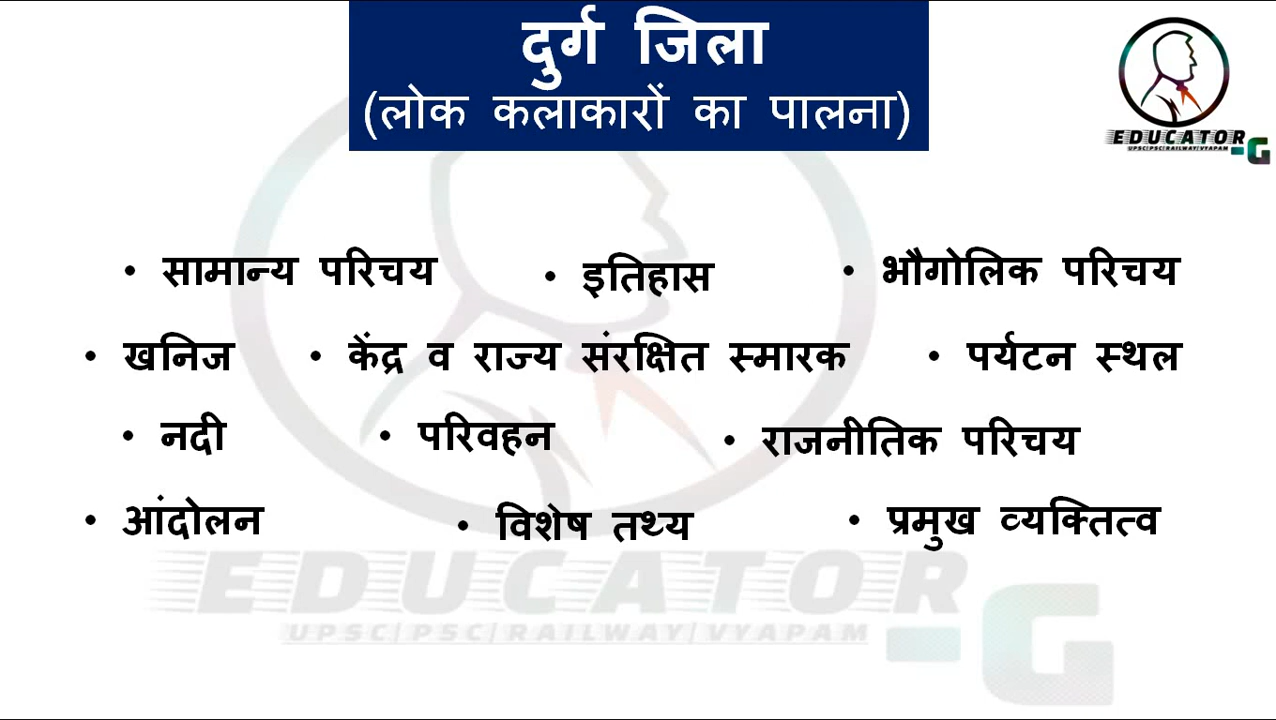 दुर्ग जिला
(लोक कलाकारों का पालना)
EDUCATOR
UPSC|PSC|RAILWAY|VYAPAM
-G
• सामान्य परिचय • इतिहास • भौगोलिक परिचय
• खनिज • केंद्र व राज्य संरक्षित स्मारक • पर्यटन स्थल
• नदी • परिवहन • राजनीतिक परिचय
• आंदोलन • विशेष तथ्य • प्रमुख व्यक्तित्व
EDUCATOR
UPSC|PSC|RAILWAY|VYAPAM
-G